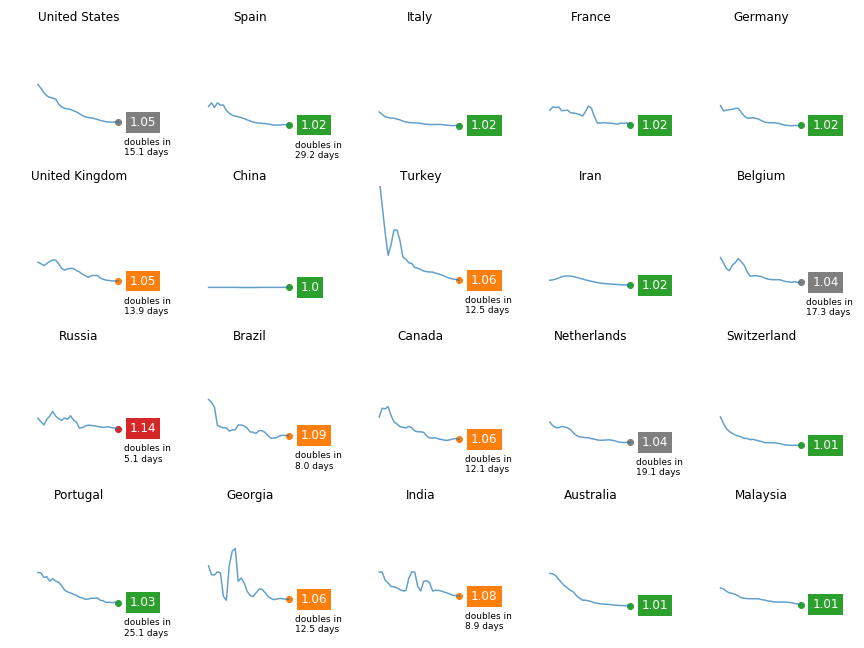 United States
Spain
Italy
France
Germany
1.05
1.02
1.02
1.02
1.02
doubles in
15.1 days
doubles in
29.2 days
United Kingdom
China
Turkey
Iran
Belgium
1.05
1.0
1.06
1.02
1.04
doubles in
13.9 days
doubles in
12.5 days
doubles in
17.3 days
Russia
Brazil
Canada
Netherlands
Switzerland
1.14
1.09
1.06
1.04
1.01
doubles in
5.1 days
doubles in
8.0 days
doubles in
12.1 days
doubles in
19.1 days
Portugal
Georgia
India
Australia
Malaysia
1.03
1.06
1.08
1.01
1.01
doubles in
25.1 days
doubles in
12.5 days
doubles in
8.9 days